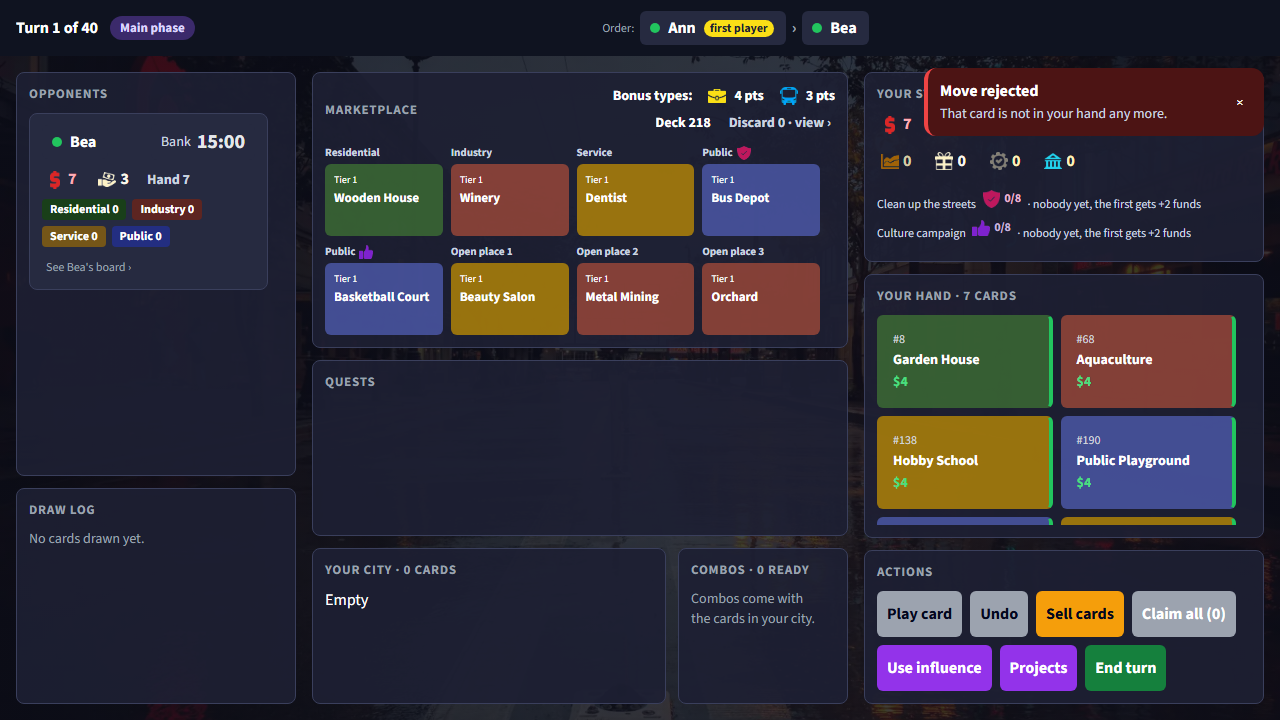 Turn 1 of 40
Main phase
Order:
Ann
first player
›
Bea
OPPONENTS
Bea
Bank 15:00
7
3
Hand 7
Residential 0
Industry 0
Service 0
Public 0
See Bea's board ›
DRAW LOG
No cards drawn yet.
MARKETPLACE
Bonus types:
4 pts
3 pts
Deck 218
Discard 0 · view ›
Residential
Industry
Service
Public
Tier 1
Wooden House
Tier 1
Winery
Tier 1
Dentist
Tier 1
Bus Depot
Public
Open place 1
Open place 2
Open place 3
Tier 1
Basketball Court
Tier 1
Beauty Salon
Tier 1
Metal Mining
Tier 1
Orchard
QUESTS
YOUR CITY · 0 CARDS
Empty
COMBOS · 0 READY
Combos come with
the cards in your city.
YOUR S
7
Move rejected
That card is not in your hand any more.
×
0
0
0
0
Clean up the streets
0/8
· nobody yet, the first gets +2 funds
Culture campaign
0/8
· nobody yet, the first gets +2 funds
YOUR HAND · 7 CARDS
#8
Garden House
$4
#68
Aquaculture
$4
#138
Hobby School
$4
#190
Public Playground
$4
ACTIONS
Play card
Undo
Sell cards
Claim all (0)
Use influence
Projects
End turn